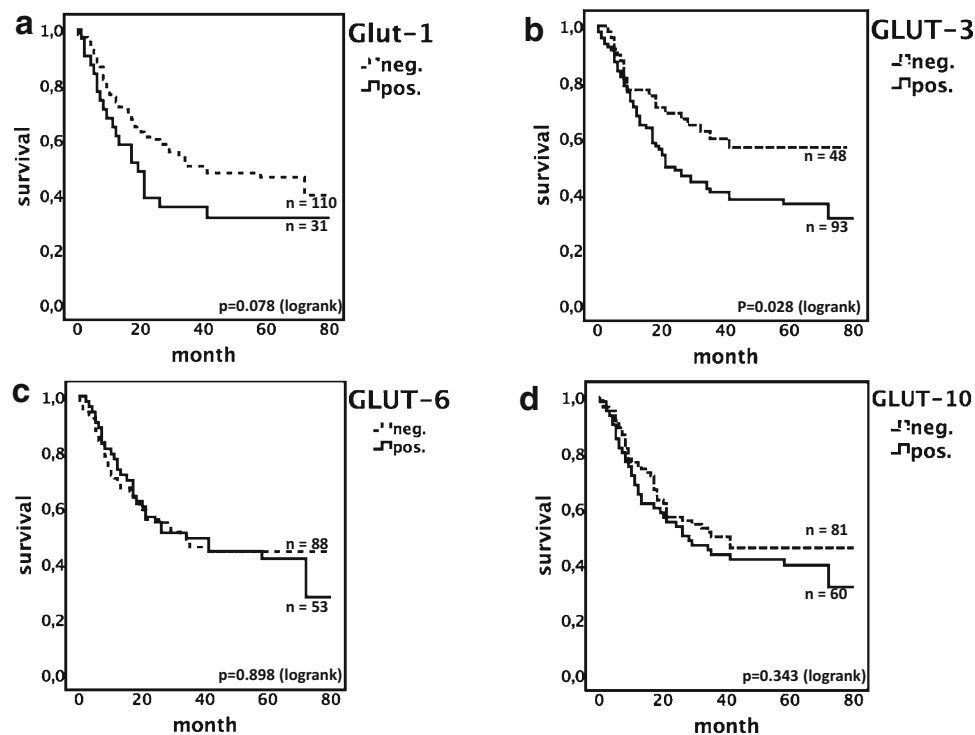 a
Glut-1
neg.
pos.
survival
1,0
0,8
0,6
0,4
0,2
0,0
n = 110
n = 31
p=0.078 (logrank)
0 20 40 60 80
month
b
GLUT-3
neg.
pos.
survival
1,0
0,8
0,6
0,4
0,2
0,0
n = 48
n = 93
P=0.028 (logrank)
0 20 40 60 80
month
c
GLUT-6
neg.
pos.
survival
1,0
0,8
0,6
0,4
0,2
0,0
n = 88
n = 53
p=0.898 (logrank)
0 20 40 60 80
month
d
GLUT-10
neg.
pos.
survival
1,0
0,8
0,6
0,4
0,2
0,0
n = 81
n = 60
p=0.343 (logrank)
0 20 40 60 80
month